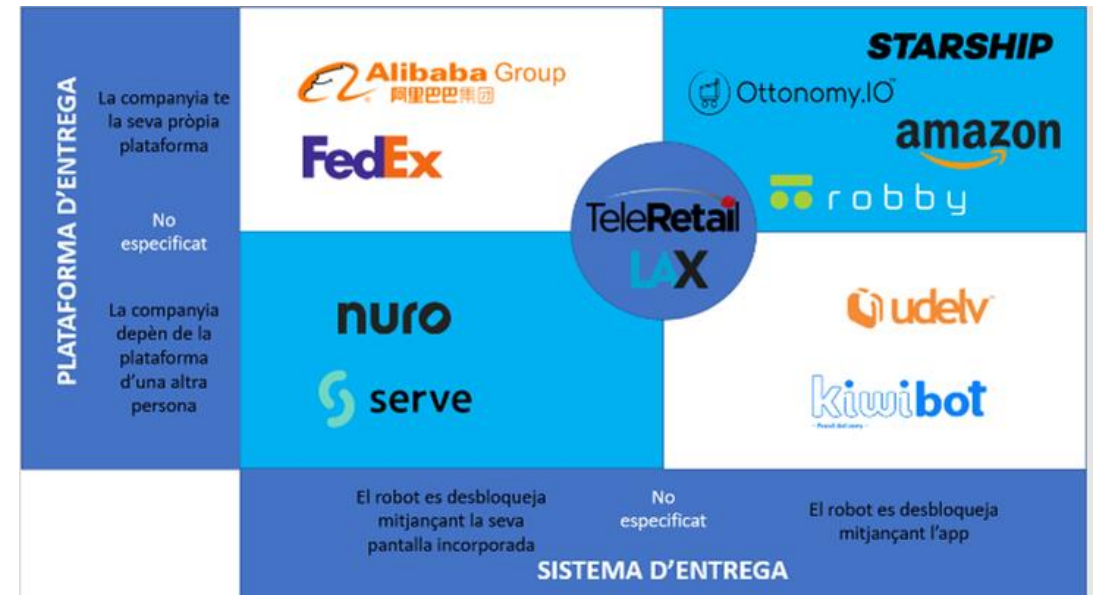 PLATAFORMA D'ENTREGA
La companyia te
la seva pròpia
plataforma
No
especificat
La companyia
depèn de la
plataforma
d'una altra
persona
Alibaba Group
阿里巴巴集团
FedEx
STARSHIP
Ottonomy.IO™
amazon
robby
TeleRetail
LAX
nuro
serve
udelv
kiwibot
El robot es desbloqueja
mitjançant la seva
pantalla incorporada
No
especificat
El robot es desbloqueja
mitjançant l'app
SISTEMA D'ENTREGA